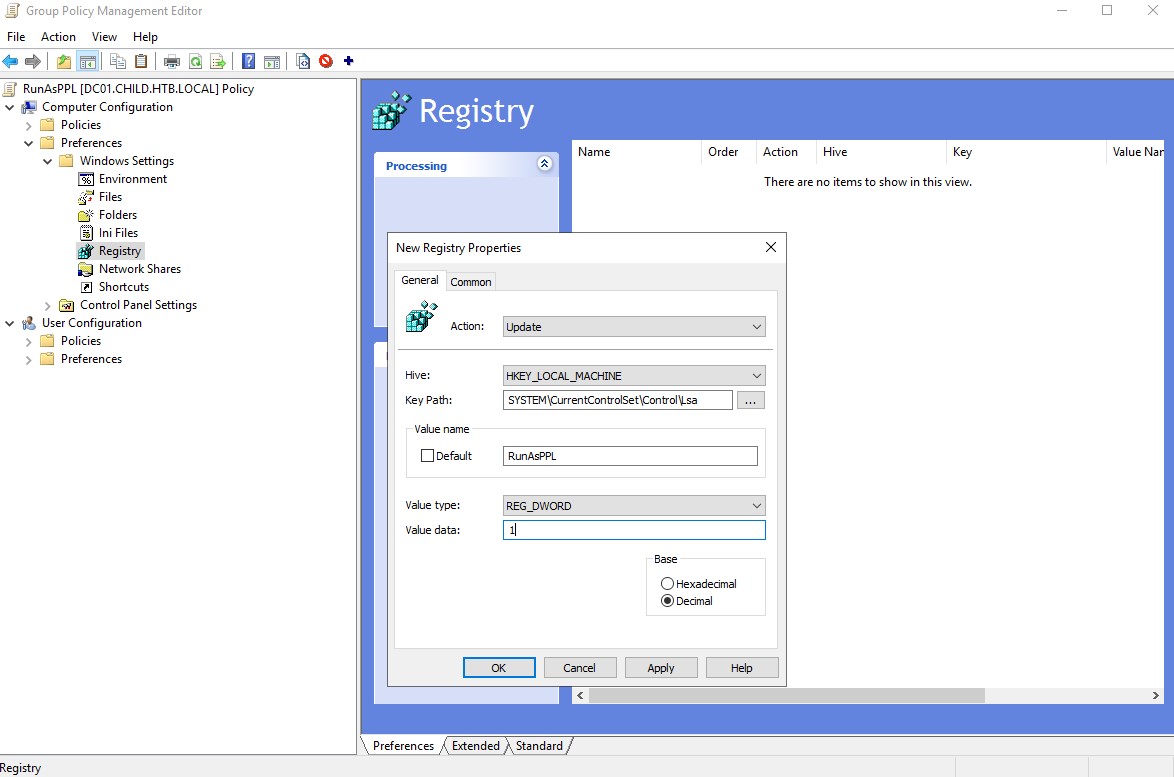 Group Policy Management Editor
File Action View Help
RunAsPPL [DC01.CHILD.HTB.LOCAL] Policy
Computer Configuration
Policies
Preferences
Windows Settings
Environment
Files
Folders
Ini Files
Registry
Network Shares
Shortcuts
Control Panel Settings
User Configuration
Policies
Preferences
Registry
Processing
Name Order Action Hive Key Value Nar
There are no items to show in this view.
New Registry Properties
General Common
Action: Update
Hive: HKEY_LOCAL_MACHINE
Key Path: SYSTEM\CurrentControlSet\Control\Lsa ...
Value name
Default RunAsPPL
Value type: REG_DWORD
Value data: 1
Base
Hexadecimal
Decimal
OK Cancel Apply Help
Preferences Extended Standard
Registry